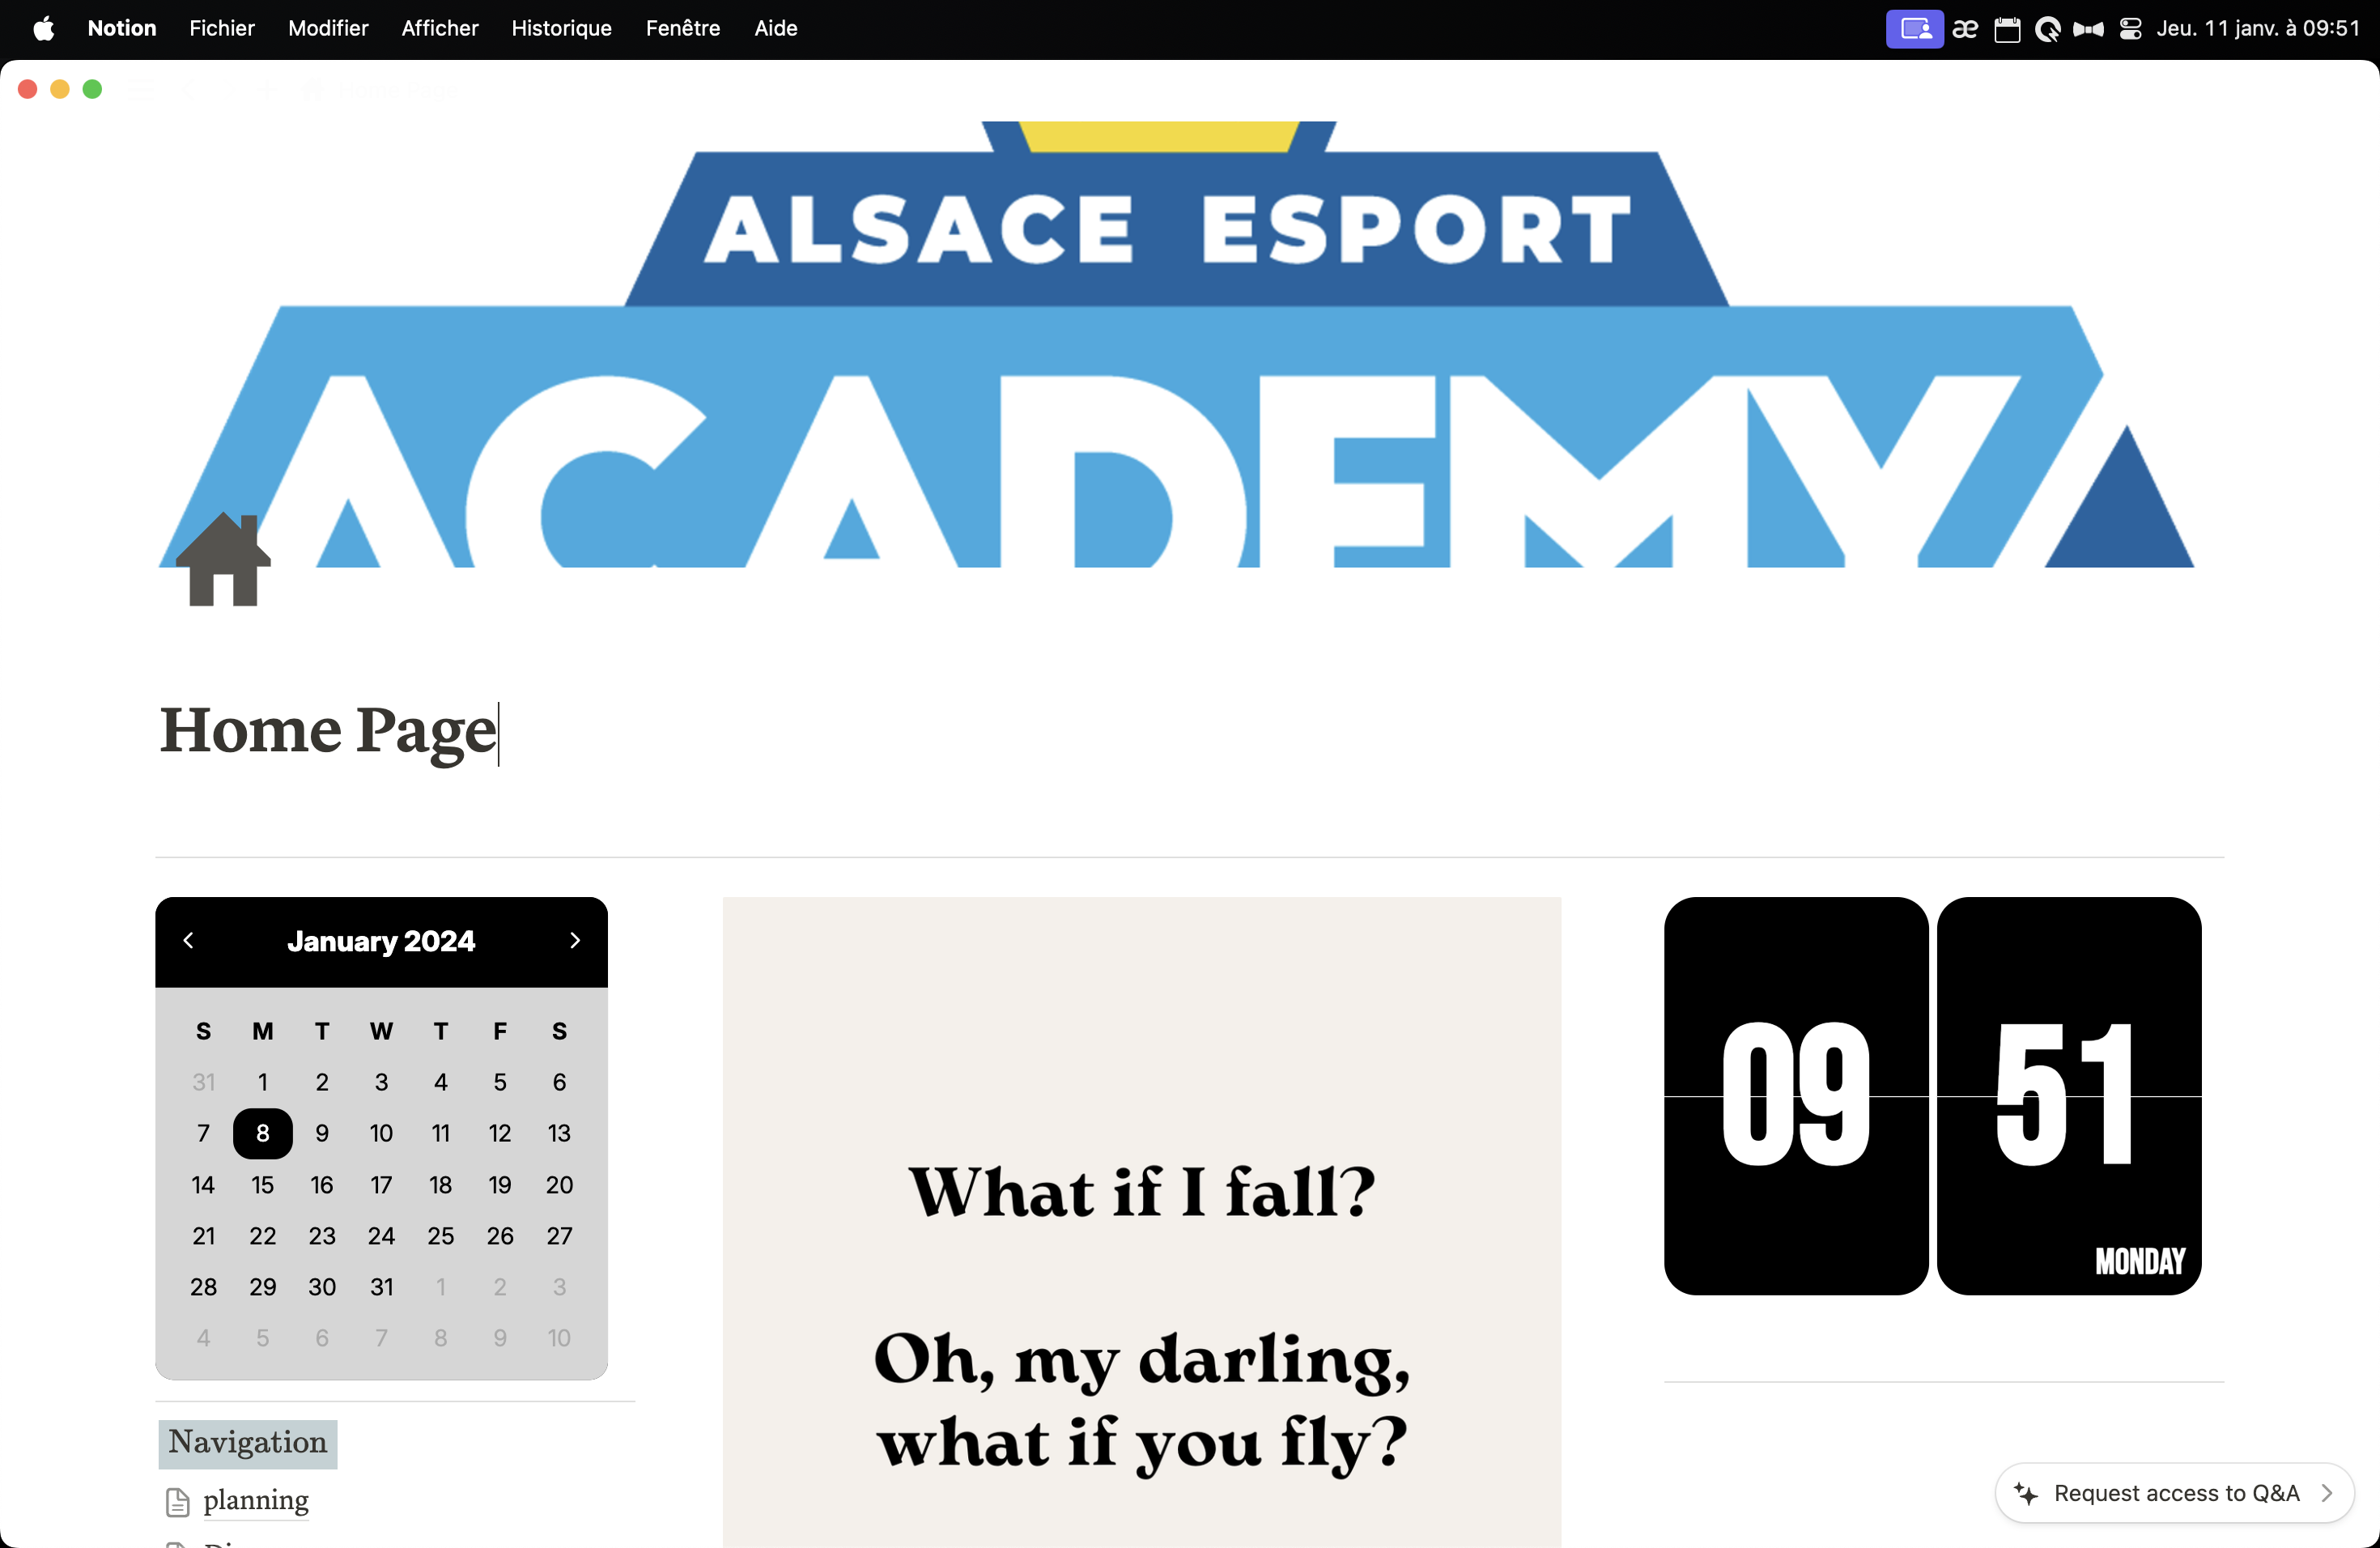 Notion Fichier Modifier Afficher Historique Fenêtre Aide
æ Jeu. 11 janv. à 09:51
ALSACE ESPORT
ACADEMY
Home Page
January 2024
S M T W T F S
31 1 2 3 4 5 6
7 8 9 10 11 12 13
14 15 16 17 18 19 20
21 22 23 24 25 26 27
28 29 30 31 1 2 3
4 5 6 7 8 9 10
Navigation
planning
What if I fall?
Oh, my darling,
what if you fly?
09 51
MONDAY
Request access to Q&A